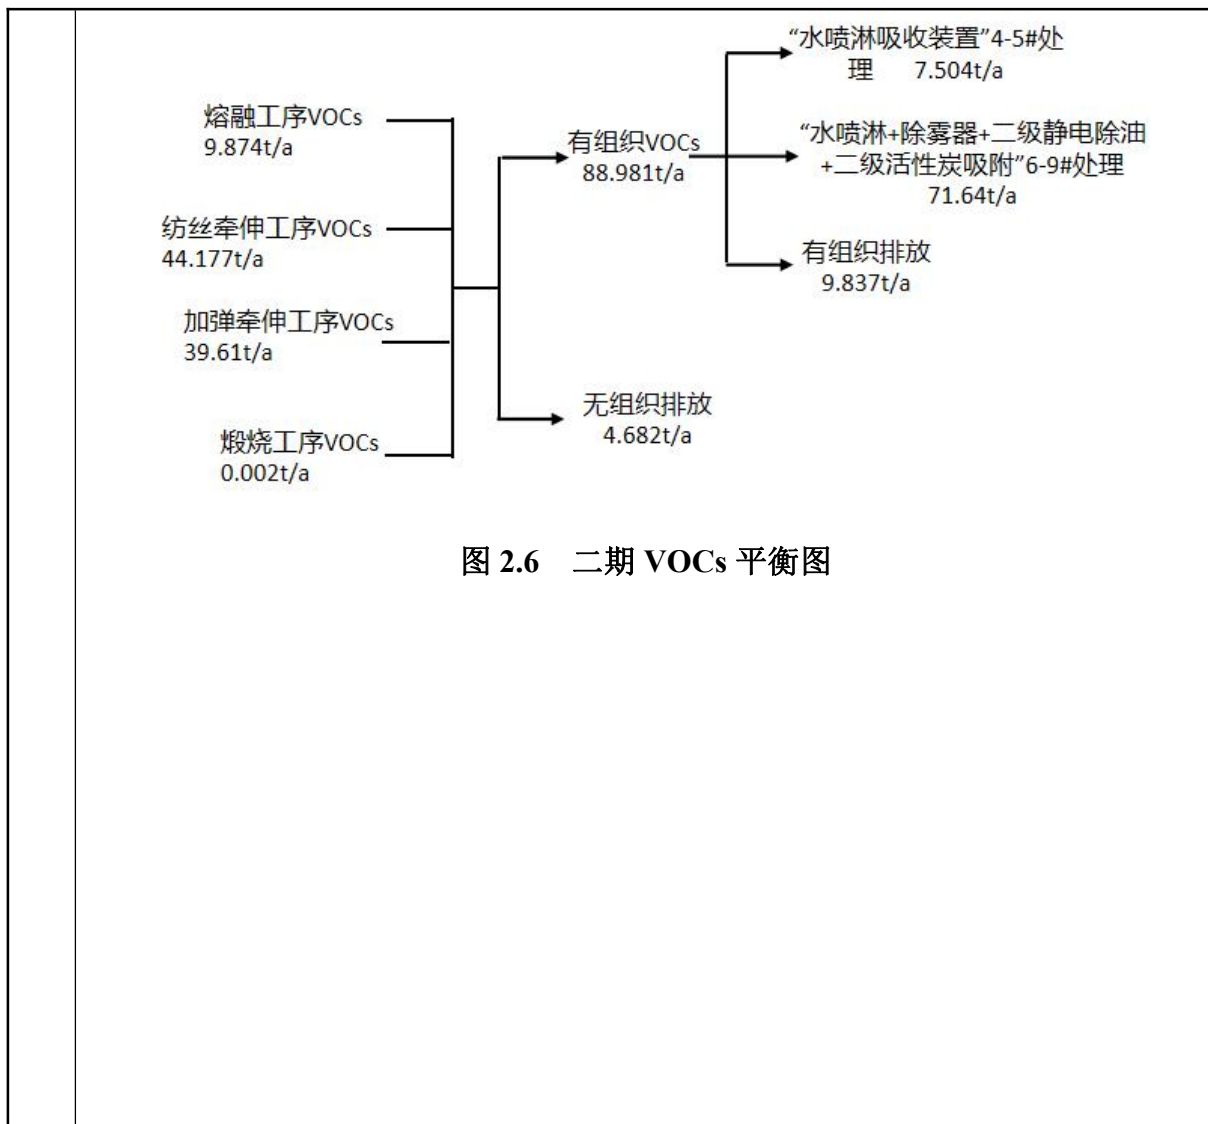 熔融工序VOCs
9.874t/a
纺丝牵伸工序VOCs
44.177t/a
加弹牵伸工序VOCs
39.61t/a
煅烧工序VOCs
0.002t/a
有组织VOCs
88.981t/a
无组织排放
4.682t/a
“水喷淋吸收装置”4-5#处
理 7.504t/a
“水喷淋+除雾器+二级静电除油
+二级活性炭吸附”6-9#处理
71.64t/a
有组织排放
9.837t/a
图 2.6 二期 VOCs 平衡图